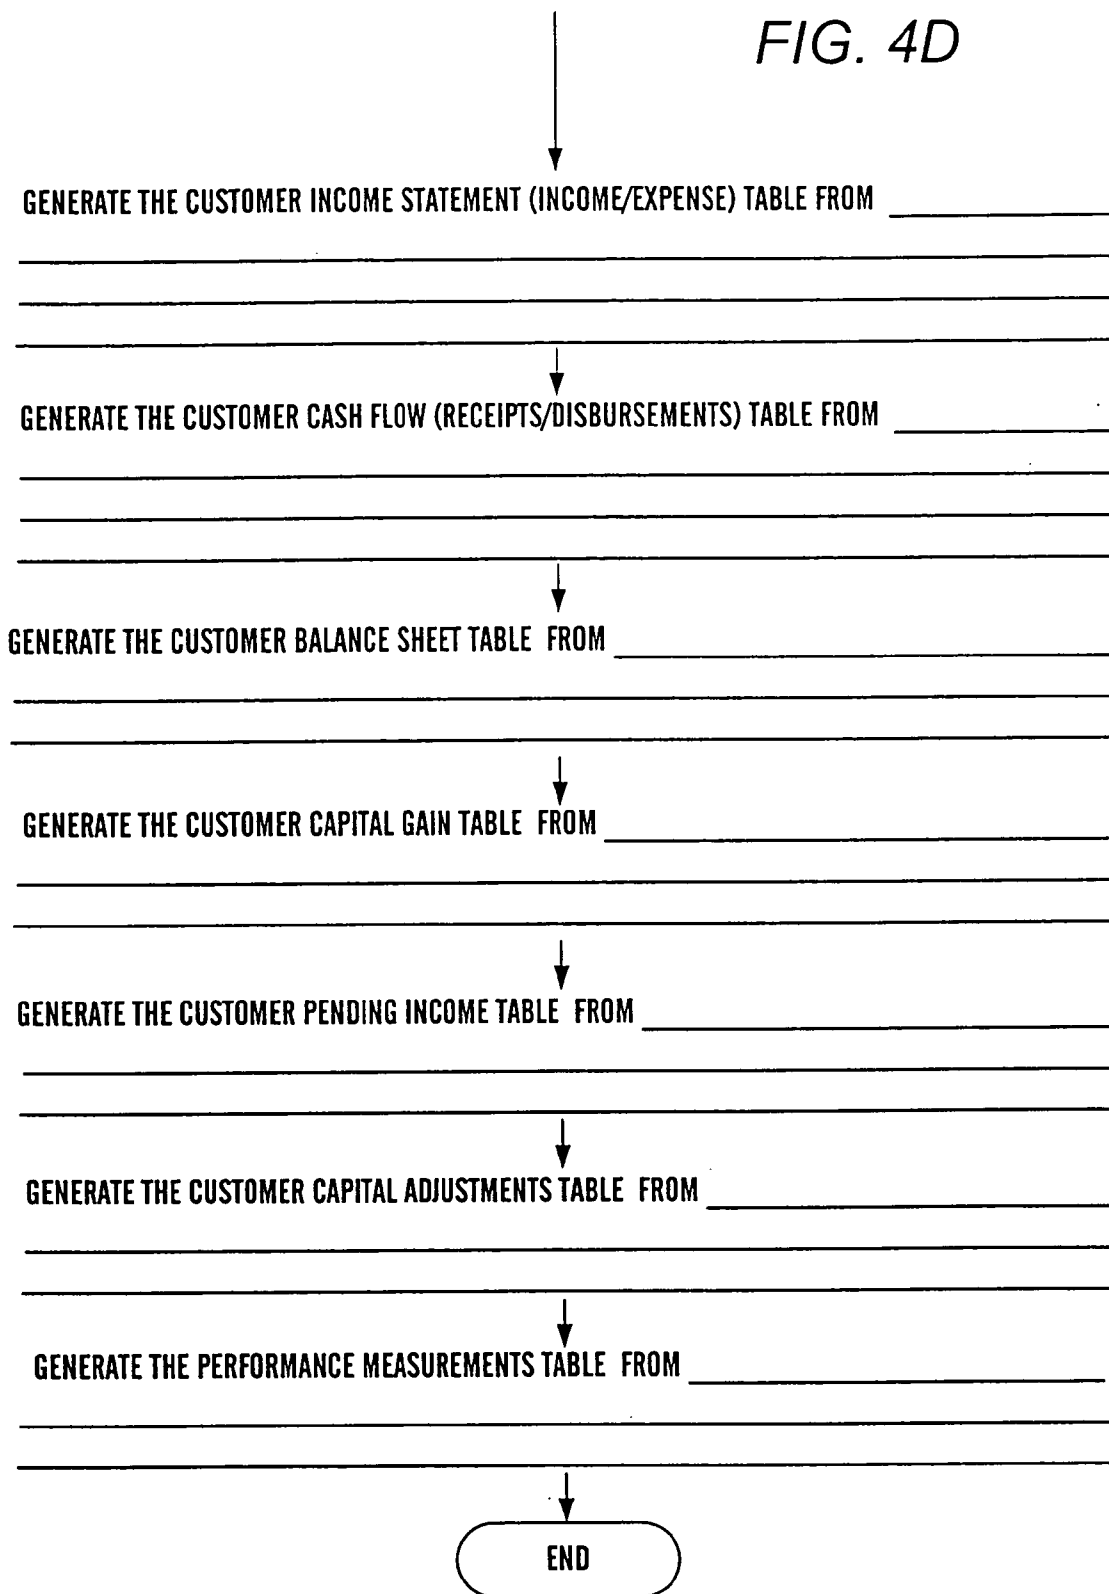 FIG. 4D
GENERATE THE CUSTOMER INCOME STATEMENT (INCOME/EXPENSE) TABLE FROM
GENERATE THE CUSTOMER CASH FLOW (RECEIPTS/DISBURSEMENTS) TABLE FROM
GENERATE THE CUSTOMER BALANCE SHEET TABLE FROM
GENERATE THE CUSTOMER CAPITAL GAIN TABLE FROM
GENERATE THE CUSTOMER PENDING INCOME TABLE FROM
GENERATE THE CUSTOMER CAPITAL ADJUSTMENTS TABLE FROM
GENERATE THE PERFORMANCE MEASUREMENTS TABLE FROM
END